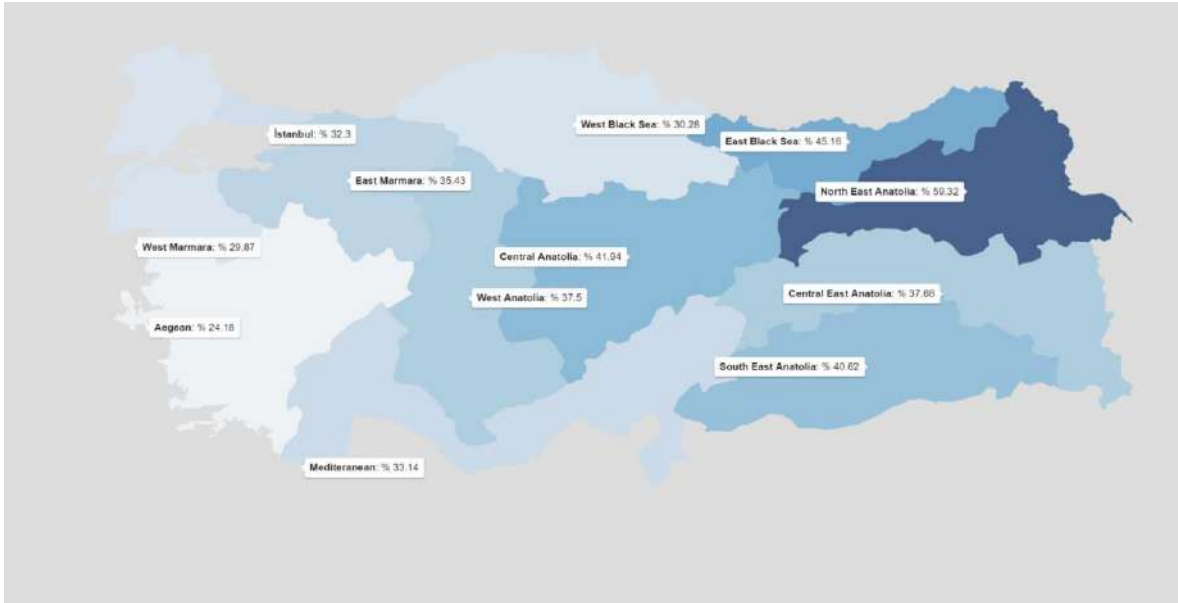 West Black Sea: % 30.28
İstanbul: % 32.3
East Black Sea: % 45.16
East Marmara: % 35.43
North East Anatolia: % 59.32
West Marmara: % 29.87
Central Anatolia: % 41.94
Central East Anatolia: % 37.68
West Anatolia: % 37.5
Aegean: % 24.18
South East Anatolia: % 40.62
Mediteranean: % 33.14